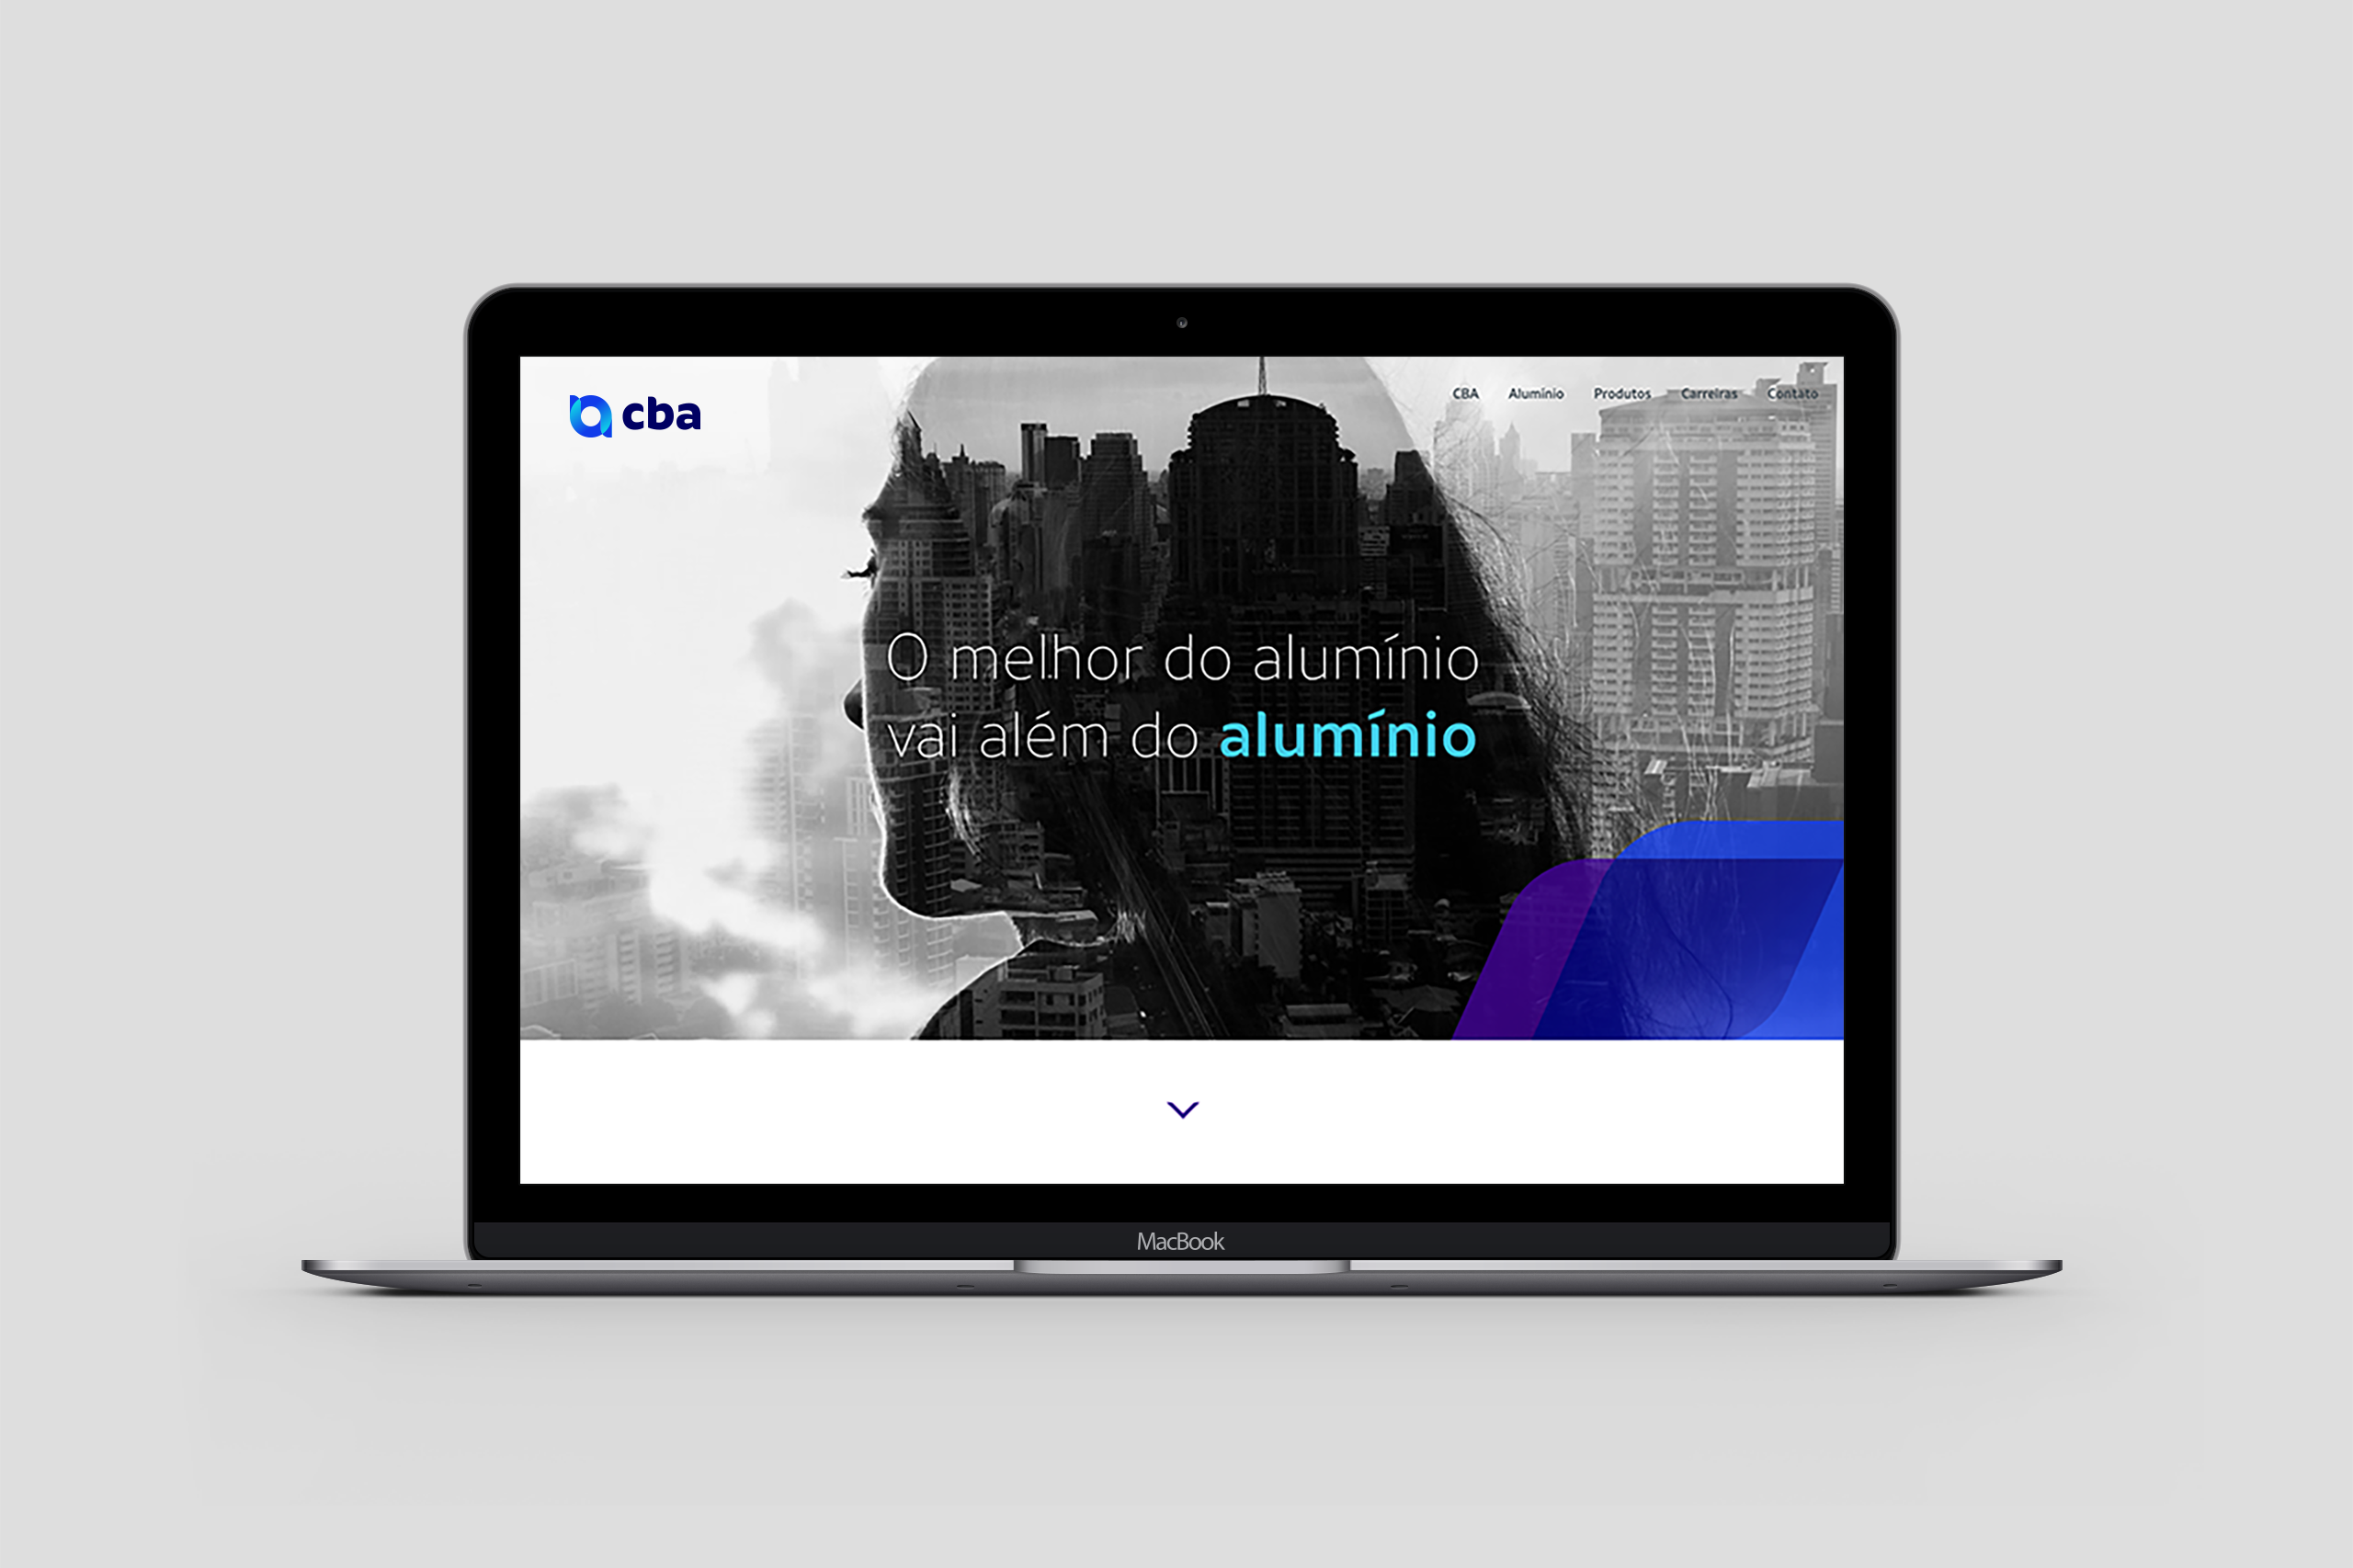 cba
CBA Alumínio Produtos Carreiras Contato
O melhor do alumínio
vai além do alumínio
MacBook